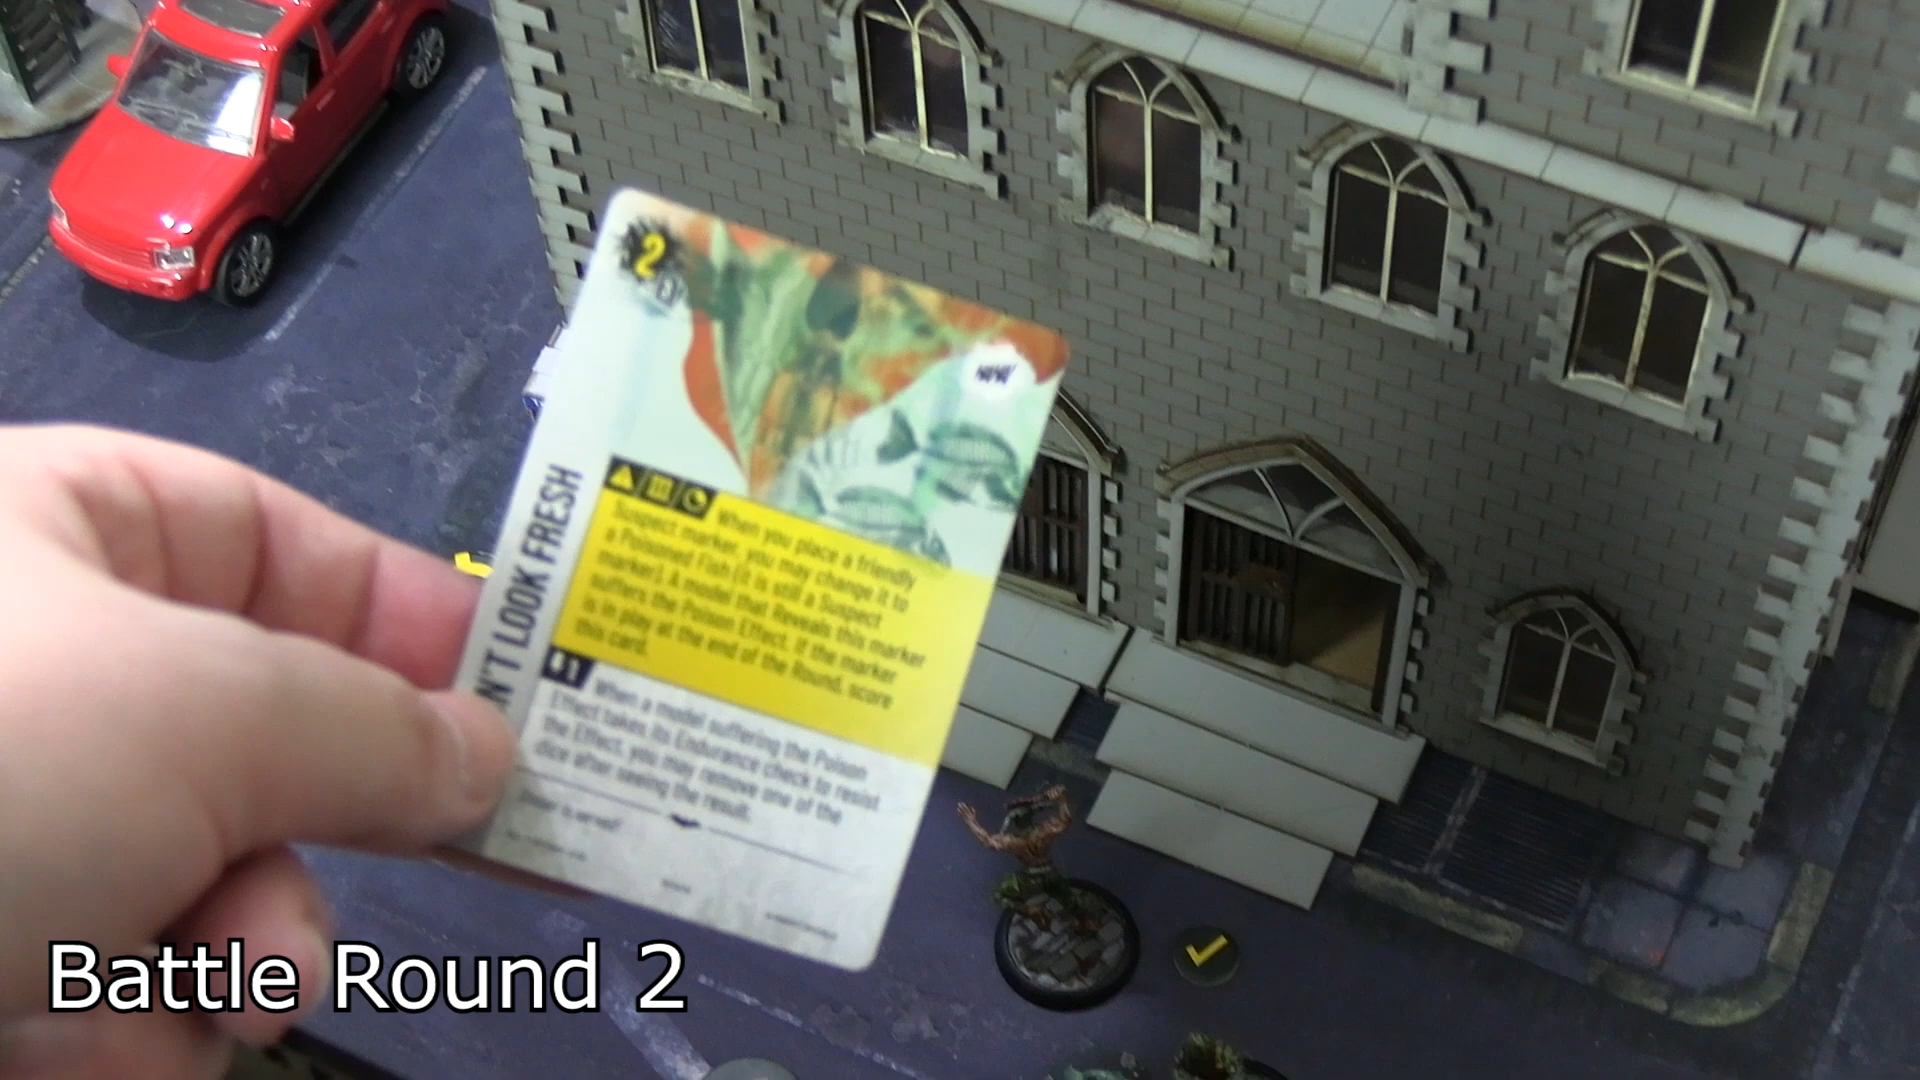 2
N'T LOOK FRESH
When you place a friendly
Suspect marker, you may change it to
a Poisoned Fish (it is still a Suspect
marker). A model that Reveals this marker
suffers the Poison Effect. If the marker
is in play at the end of the Round, score
this card.
1 When a model suffering the Poison
Effect takes its Endurance check to resist
the Effect, you may remove one of the
dice after seeing the result.
is served!
Battle Round 2